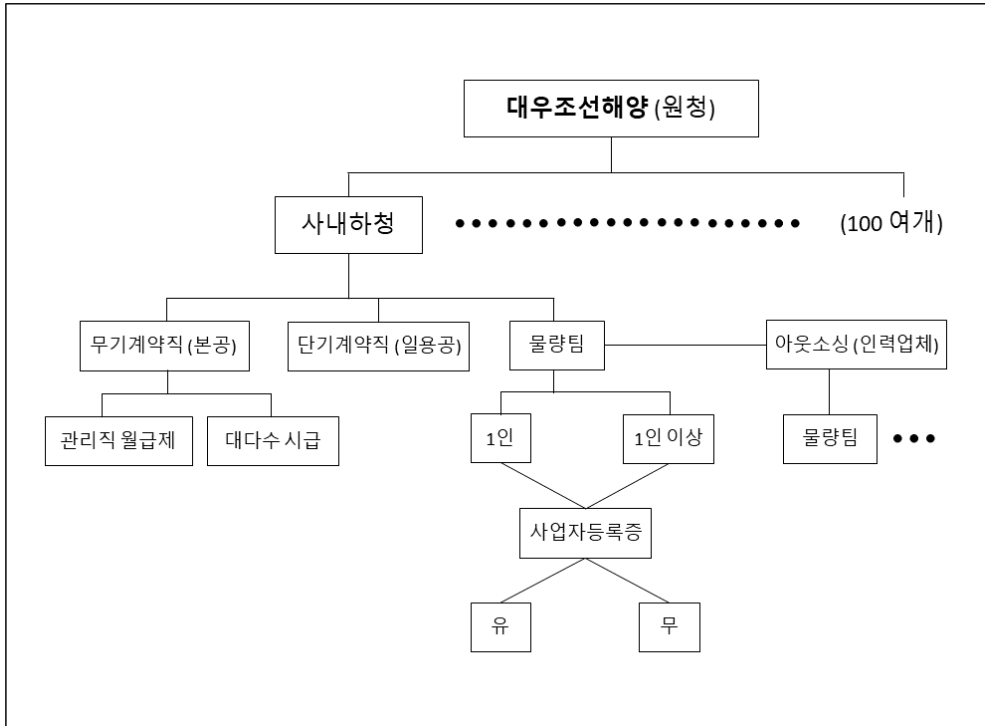 대우조선해양 (원청)
사내하청
(100 여개)
무기계약직 (본공)
단기계약직 (일용공)
물량팀
아웃소싱 (인력업체)
관리직 월급제
대다수 시급
1인
1인 이상
물량팀
사업자등록증
유
무